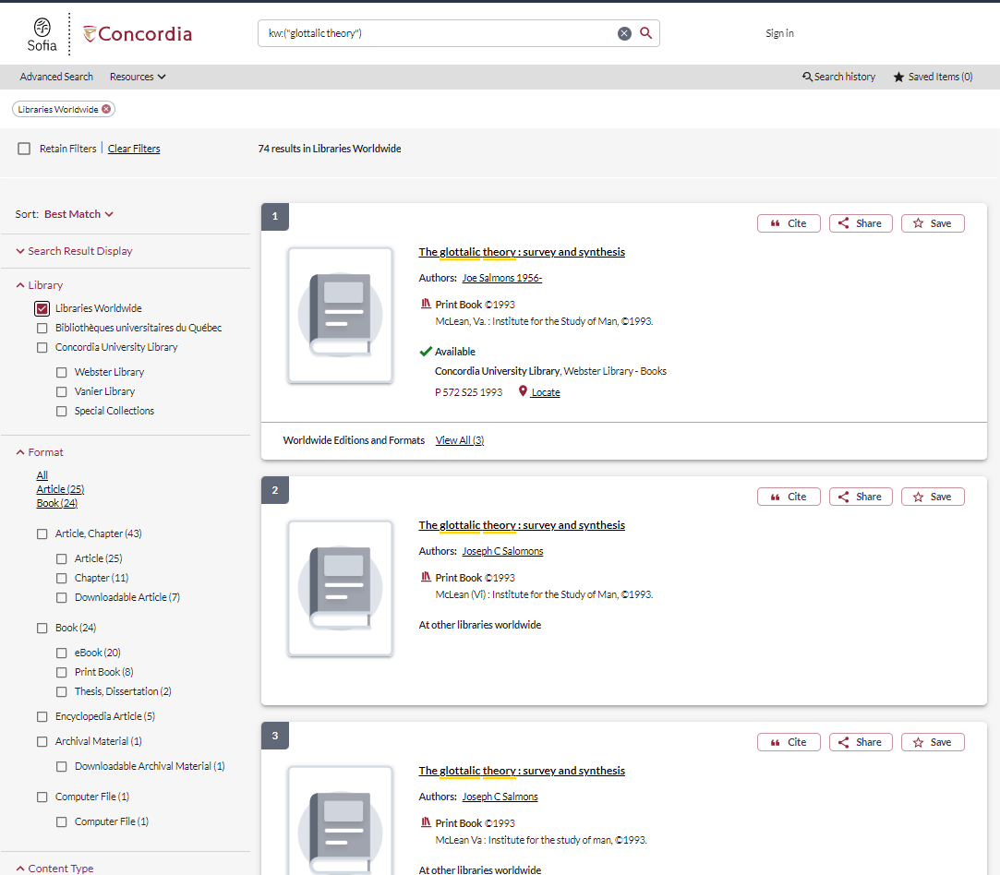 Sofia
Concordia
kw:("glottalic theory")
Sign in
Advanced Search Resources
Search history Saved Items (0)
Libraries Worldwide
Retain Filters | Clear Filters
74 results in Libraries Worldwide
Sort: Best Match
Search Result Display
Library
Libraries Worldwide
Bibliothèques universitaires du Québec
Concordia University Library
Webster Library
Vanier Library
Special Collections
Format
All
Article (25)
Book (24)
Article, Chapter (43)
Article (25)
Chapter (11)
Downloadable Article (7)
Book (24)
eBook (20)
Print Book (8)
Thesis, Dissertation (2)
Encyclopedia Article (5)
Archival Material (1)
Downloadable Archival Material (1)
Computer File (1)
Computer File (1)
Content Type
1
Cite Share Save
The glottalic theory : survey and synthesis
Authors: Joe Salmons 1956-
Print Book ©1993
McLean, Va. : Institute for the Study of Man, ©1993.
Available
Concordia University Library, Webster Library - Books
P 572 S25 1993 Locate
Worldwide Editions and Formats View All (3)
2
Cite Share Save
The glottalic theory : survey and synthesis
Authors: Joseph C Salomons
Print Book ©1993
McLean (Vi) : Institute for the Study of Man, ©1993.
At other libraries worldwide
3
Cite Share Save
The glottalic theory : survey and synthesis
Authors: Joseph C Salmons
Print Book ©1993
McLean Va : Institute for the study of man, ©1993.
At other libraries worldwide